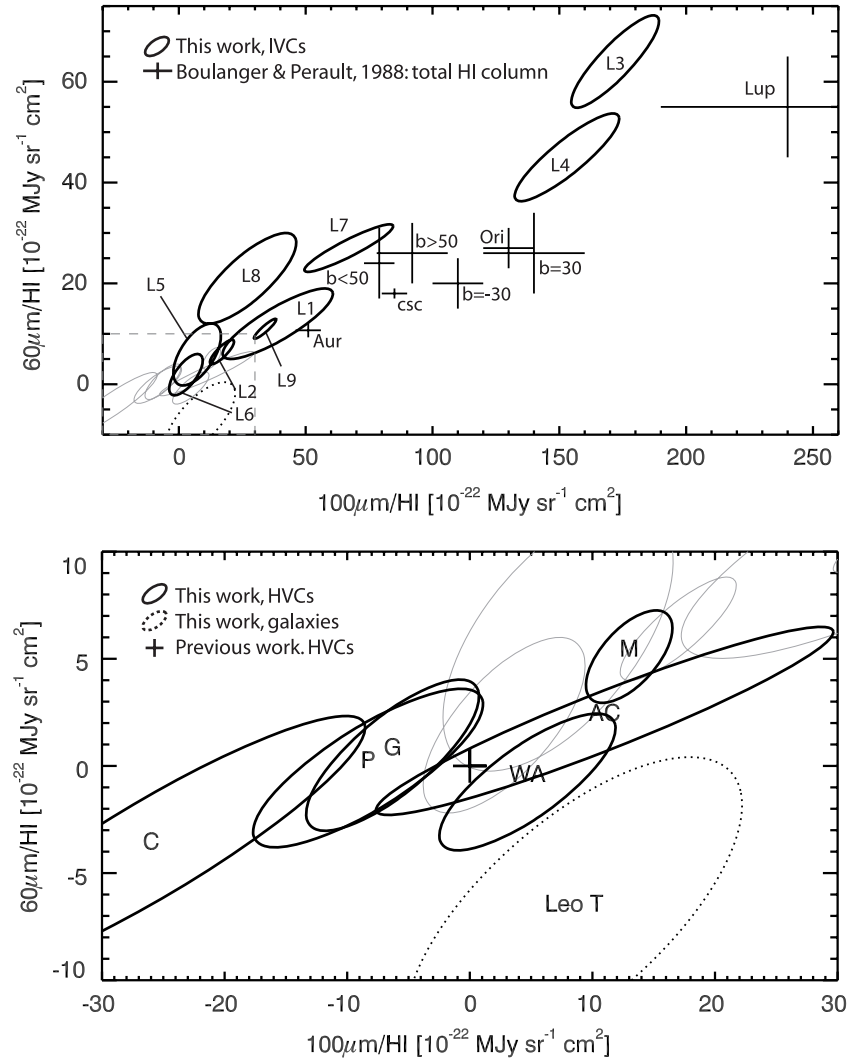 This work, IVCs
Boulanger & Perault, 1988: total HI column
60μm/HI [10⁻²² MJy sr⁻¹ cm²]
60
40
20
0
L3
Lup
L4
L7
b>50
Ori
b<50
b=30
L8
b=-30
L5
csc
L1
Aur
L9
L2
L6
0 50 100 150 200 250
100μm/HI [10⁻²² MJy sr⁻¹ cm²]
This work, HVCs
This work, galaxies
Previous work. HVCs
60μm/HI [10⁻²² MJy sr⁻¹ cm²]
10
5
0
-5
-10
M
AC
G
P
WA
C
Leo T
-30 -20 -10 0 10 20 30
100μm/HI [10⁻²² MJy sr⁻¹ cm²]